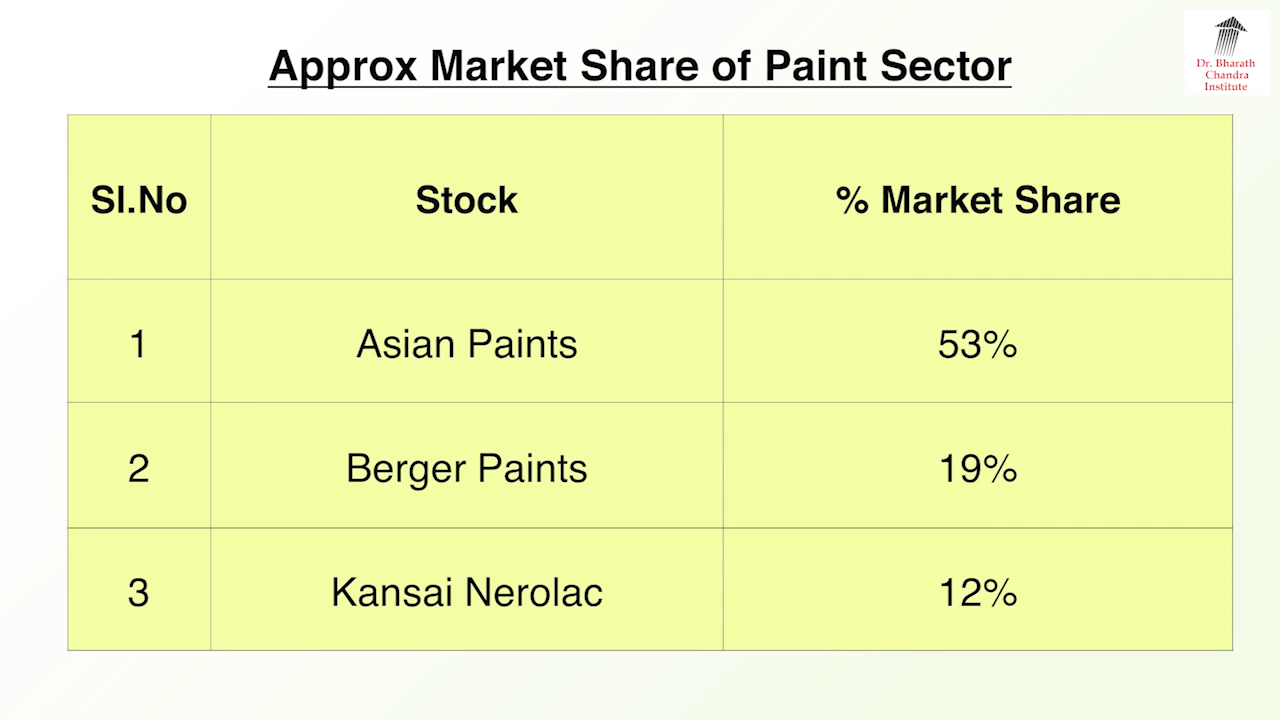 Approx Market Share of Paint Sector
Dr. Bharath
Chandra
Institute
Sl.No Stock % Market Share
1 Asian Paints 53%
2 Berger Paints 19%
3 Kansai Nerolac 12%